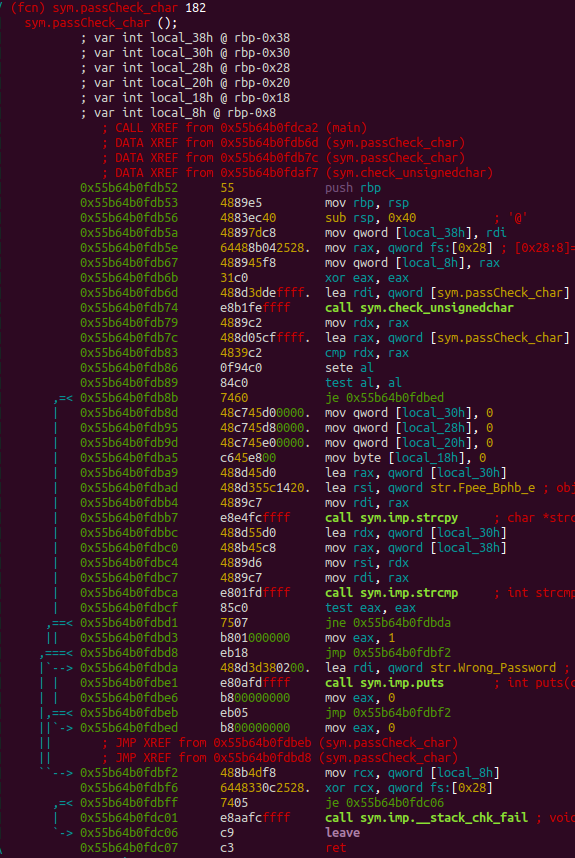 (fcn) sym.passCheck_char 182
sym.passCheck_char ();
; var int local_38h @ rbp-0x38
; var int local_30h @ rbp-0x30
; var int local_28h @ rbp-0x28
; var int local_20h @ rbp-0x20
; var int local_18h @ rbp-0x18
; var int local_8h @ rbp-0x8
; CALL XREF from 0x55b64b0fdca2 (main)
; DATA XREF from 0x55b64b0fdb6d (sym.passCheck_char)
; DATA XREF from 0x55b64b0fdb7c (sym.passCheck_char)
; DATA XREF from 0x55b64b0fdaf7 (sym.check_unsignedchar)
0x55b64b0fdb52 55 push rbp
0x55b64b0fdb53 4889e5 mov rbp, rsp
0x55b64b0fdb56 4883ec40 sub rsp, 0x40 ; '@'
0x55b64b0fdb5a 48897dc8 mov qword [local_38h], rdi
0x55b64b0fdb5e 64488b042528. mov rax, qword fs:[0x28] ; [0x28:8]=
0x55b64b0fdb67 488945f8 mov qword [local_8h], rax
0x55b64b0fdb6b 31c0 xor eax, eax
0x55b64b0fdb6d 488d3ddeffff. lea rdi, qword [sym.passCheck_char]
0x55b64b0fdb74 e8b1feffff call sym.check_unsignedchar
0x55b64b0fdb79 4889c2 mov rdx, rax
0x55b64b0fdb7c 488d05cfffff. lea rax, qword [sym.passCheck_char]
0x55b64b0fdb83 4839c2 cmp rdx, rax
0x55b64b0fdb86 0f94c0 sete al
0x55b64b0fdb89 84c0 test al, al
,=< 0x55b64b0fdb8b 7460 je 0x55b64b0fdbed
| 0x55b64b0fdb8d 48c745d00000. mov qword [local_30h], 0
| 0x55b64b0fdb95 48c745d80000. mov qword [local_28h], 0
| 0x55b64b0fdb9d 48c745e00000. mov qword [local_20h], 0
| 0x55b64b0fdba5 c645e800 mov byte [local_18h], 0
| 0x55b64b0fdba9 488d45d0 lea rax, qword [local_30h]
| 0x55b64b0fdbad 488d355c1420. lea rsi, qword str.Fpee_Bphb_e ; obj
| 0x55b64b0fdbb4 4889c7 mov rdi, rax
| 0x55b64b0fdbb7 e8e4fcffff call sym.imp.strcpy ; char *strc
| 0x55b64b0fdbbc 488d55d0 lea rdx, qword [local_30h]
| 0x55b64b0fdbc0 488b45c8 mov rax, qword [local_38h]
| 0x55b64b0fdbc4 4889d6 mov rsi, rdx
| 0x55b64b0fdbc7 4889c7 mov rdi, rax
| 0x55b64b0fdbca e801fdffff call sym.imp.strcmp ; int strcmp
| 0x55b64b0fdbcf 85c0 test eax, eax
,==< 0x55b64b0fdbd1 7507 jne 0x55b64b0fdbda
|| 0x55b64b0fdbd3 b801000000 mov eax, 1
,===< 0x55b64b0fdbd8 eb18 jmp 0x55b64b0fdbf2
|`--> 0x55b64b0fdbda 488d3d380200. lea rdi, qword str.Wrong_Password ;
| | 0x55b64b0fdbe1 e80afdffff call sym.imp.puts ; int puts(c
| | 0x55b64b0fdbe6 b800000000 mov eax, 0
|,==< 0x55b64b0fdbeb eb05 jmp 0x55b64b0fdbf2
||`-> 0x55b64b0fdbed b800000000 mov eax, 0
|| ; JMP XREF from 0x55b64b0fdbeb (sym.passCheck_char)
|| ; JMP XREF from 0x55b64b0fdbd8 (sym.passCheck_char)
``--> 0x55b64b0fdbf2 488b4df8 mov rcx, qword [local_8h]
0x55b64b0fdbf6 6448330c2528. xor rcx, qword fs:[0x28]
,=< 0x55b64b0fdbff 7405 je 0x55b64b0fdc06
| 0x55b64b0fdc01 e8aafcffff call sym.imp.__stack_chk_fail ; void
`-> 0x55b64b0fdc06 c9 leave
0x55b64b0fdc07 c3 ret